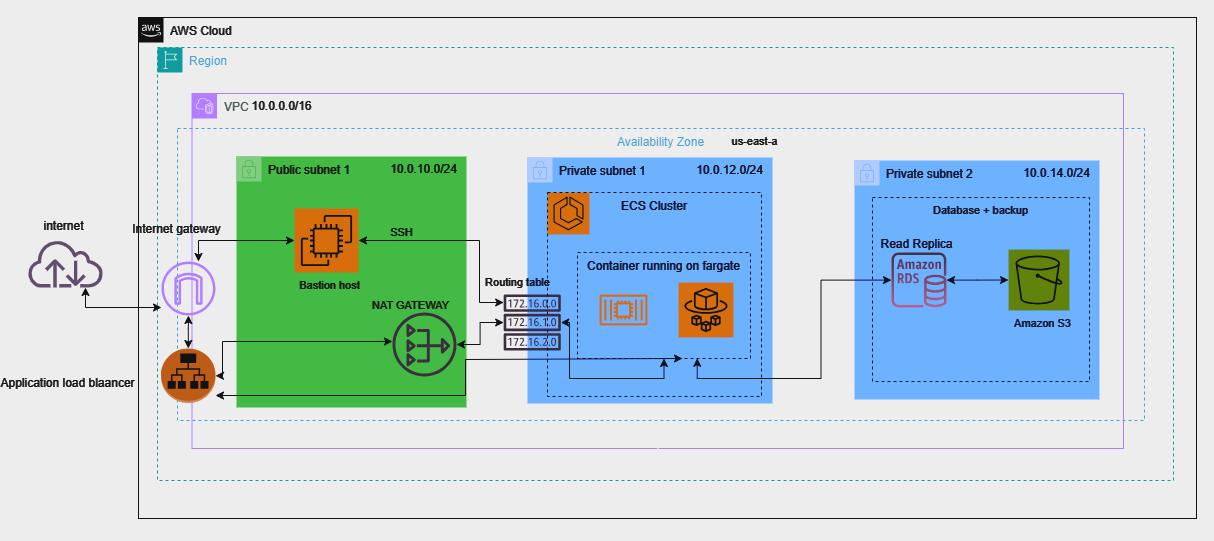 aws
AWS Cloud
Region
VPC 10.0.0.0/16
Availability Zone us-east-a
Public subnet 1 10.0.10.0/24
Private subnet 1 10.0.12.0/24
Private subnet 2 10.0.14.0/24
ECS Cluster
Database + backup
internet
Internet gateway
SSH
Read Replica
Container running on fargate
Amazon
RDS
Bastion host
Routing table
172.16.0.0
172.16.1.0
172.16.2.0
NAT GATEWAY
Amazon S3
Application load blaancer